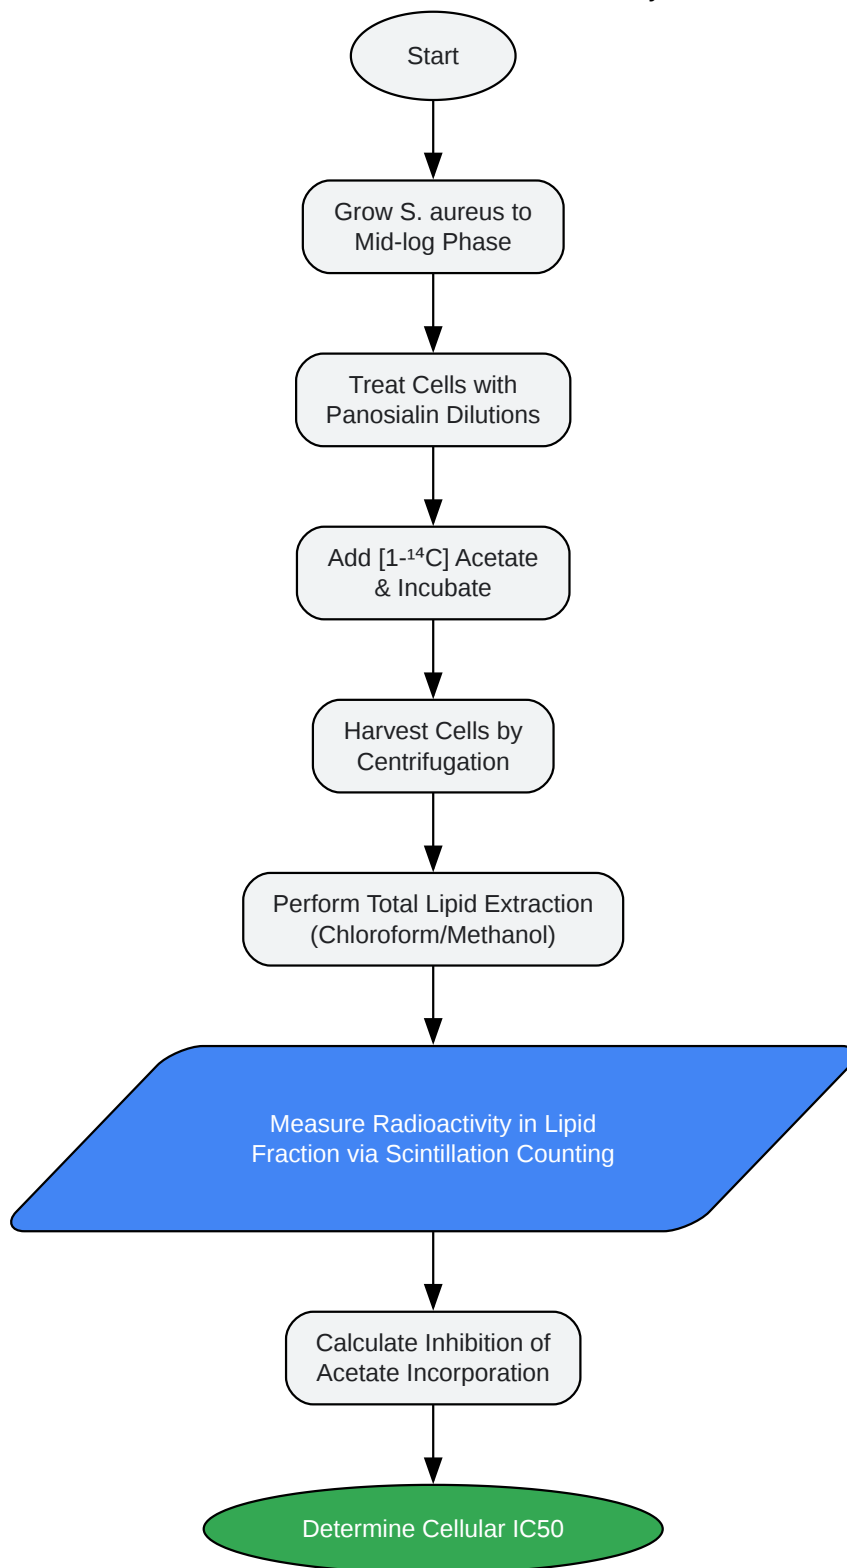 Start
Grow S. aureus to
Mid-log Phase
Treat Cells with
Panosialin Dilutions
Add [1-¹⁴C] Acetate
& Incubate
Harvest Cells by
Centrifugation
Perform Total Lipid Extraction
(Chloroform/Methanol)
Measure Radioactivity in Lipid
Fraction via Scintillation Counting
Calculate Inhibition of
Acetate Incorporation
Determine Cellular IC50